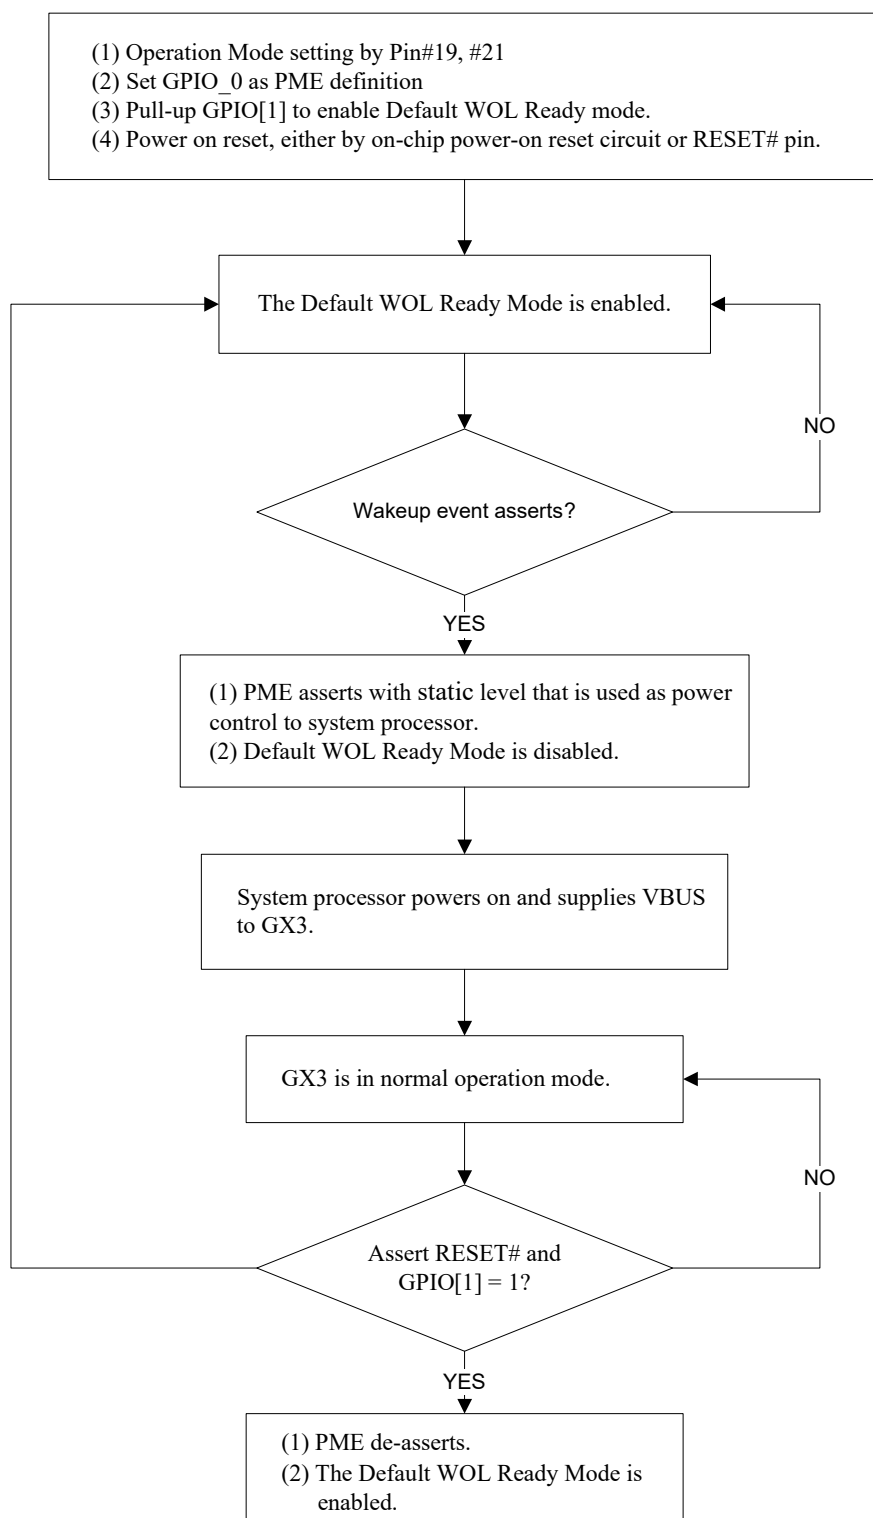 (1) Operation Mode setting by Pin#19, #21
(2) Set GPIO_0 as PME definition
(3) Pull-up GPIO[1] to enable Default WOL Ready mode.
(4) Power on reset, either by on-chip power-on reset circuit or RESET# pin.
The Default WOL Ready Mode is enabled.
NO
Wakeup event asserts?
YES
(1) PME asserts with static level that is used as power
control to system processor.
(2) Default WOL Ready Mode is disabled.
System processor powers on and supplies VBUS
to GX3.
GX3 is in normal operation mode.
NO
Assert RESET# and
GPIO[1] = 1?
YES
(1) PME de-asserts.
(2) The Default WOL Ready Mode is
enabled.